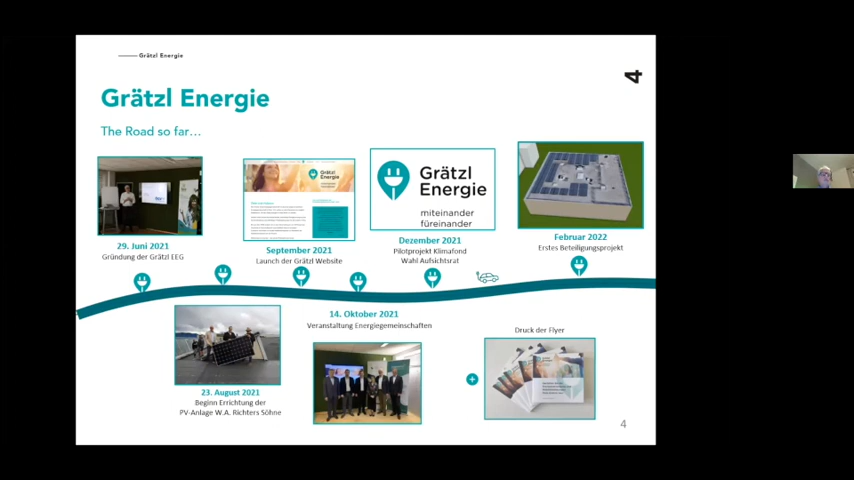 Grätzl Energie
4
Grätzl Energie
The Road so far...
Grätzl
Energie
Grätzl
Energie
miteinander
füreinander
29. Juni 2021
Gründung der Grätzl EEG
September 2021
Launch der Grätzl Website
Dezember 2021
Pilotprojekt Klimafond
Wahl Aufsichtsrat
Februar 2022
Erstes Beteiligungsprojekt
14. Oktober 2021
Veranstaltung Energiegemeinschaften
Druck der Flyer
23. August 2021
Beginn Errichtung der
PV-Anlage W.A. Richters Söhne
+
4